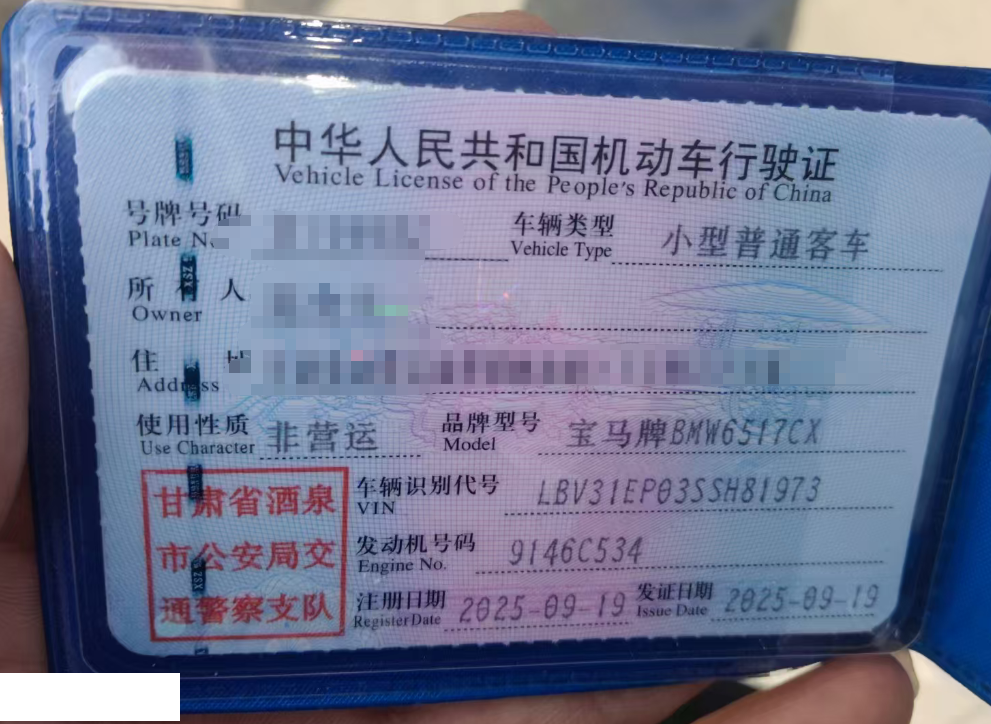 中华人民共和国机动车行驶证
Vehicle License of the People's Republic of China
号牌号码
Plate No.
车辆类型 小型普通客车
Vehicle Type
所有人
Owner
住
Address
使用性质 非营运
Use Character
品牌型号 宝马牌BMW6517CX
Model
甘肃省酒泉
市公安局交
通警察支队
车辆识别代号 LBV31EP03SSH81973
VIN
发动机号码 9146C534
Engine No.
注册日期 2025-09-19
Register Date
发证日期 2025-09-19
Issue Date